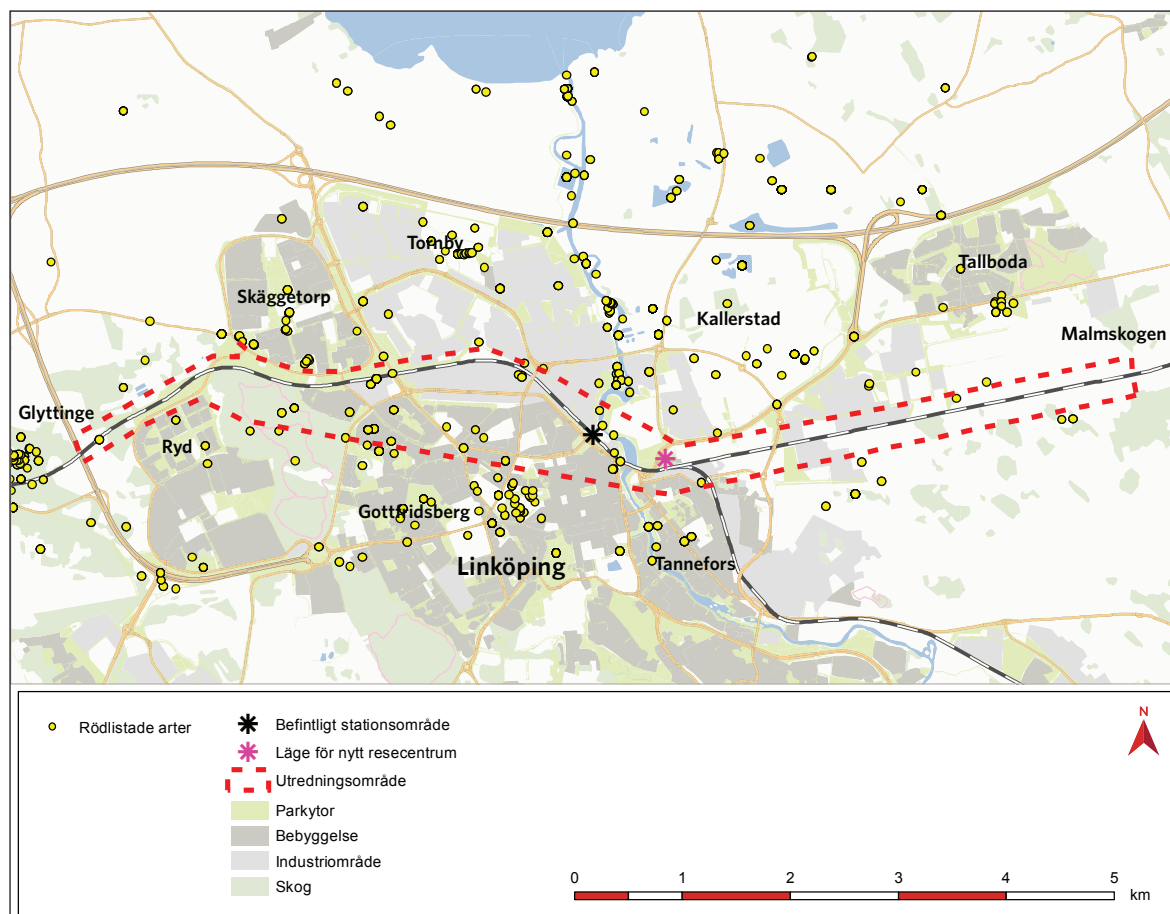 Tornby
Tallboda
Skäggetorp
Kallerstad
Malmskogen
Glyttinge
Ryd
Gottfridsberg
Linköping
Tannefors
Rödlistade arter
Befintligt stationsområde
Läge för nytt resecentrum
Utredningsområde
Parkytor
Bebyggelse
Industriområde
Skog
N
0 1 2 3 4 5
km